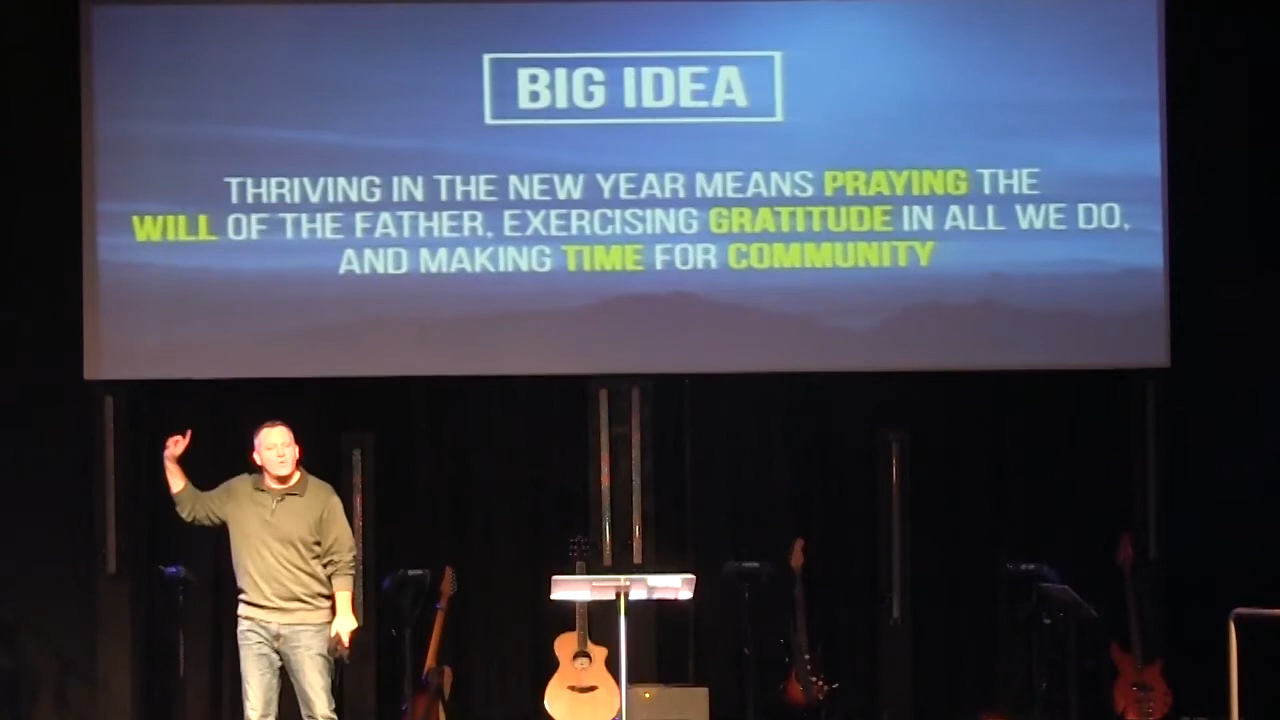 BIG IDEA
THRIVING IN THE NEW YEAR MEANS PRAYING THE
WILL OF THE FATHER, EXERCISING GRATITUDE IN ALL WE DO,
AND MAKING TIME FOR COMMUNITY